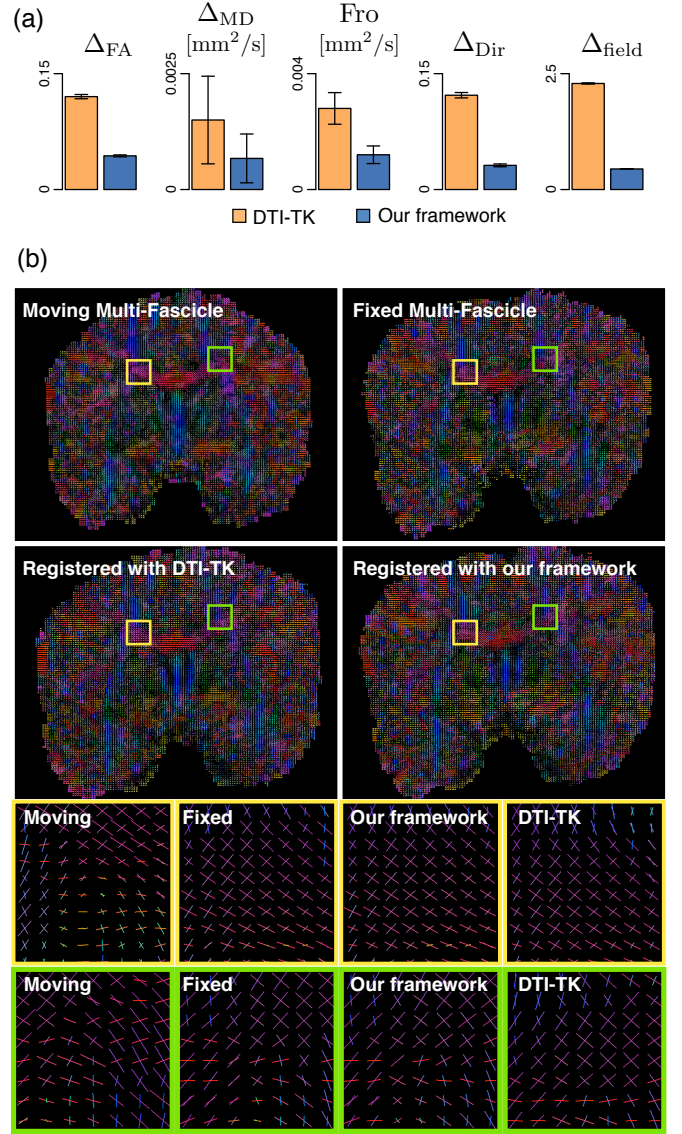 (a)
Δ_FA
Δ_MD [mm²/s]
Fro [mm²/s]
Δ_Dir
Δ_field
0.15
0
0.0025
0
0.004
0
0.15
0
2.5
0
DTI-TK
Our framework
(b)
Moving Multi-Fascicle
Fixed Multi-Fascicle
Registered with DTI-TK
Registered with our framework
Moving
Fixed
Our framework
DTI-TK
Moving
Fixed
Our framework
DTI-TK